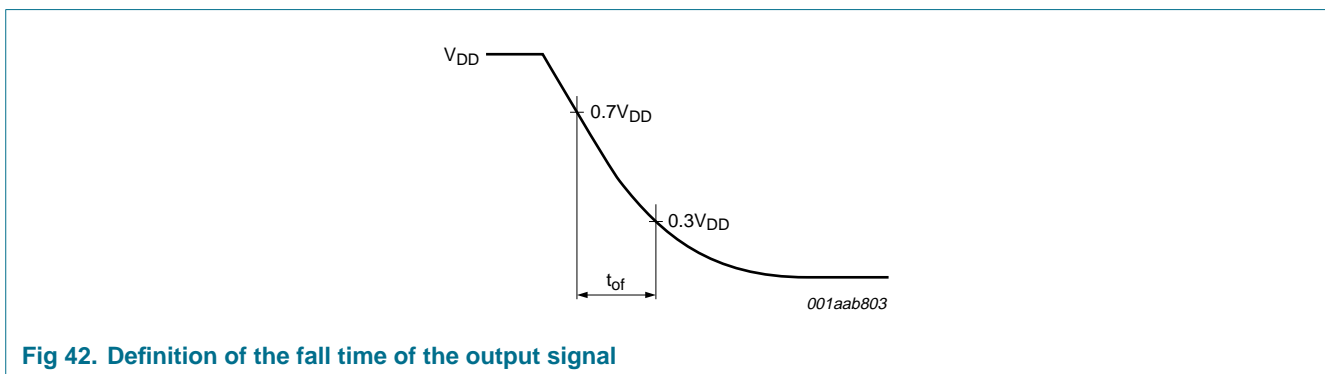 VDD
0.7VDD
0.3VDD
tof
001aab803
Fig 42. Definition of the fall time of the output signal